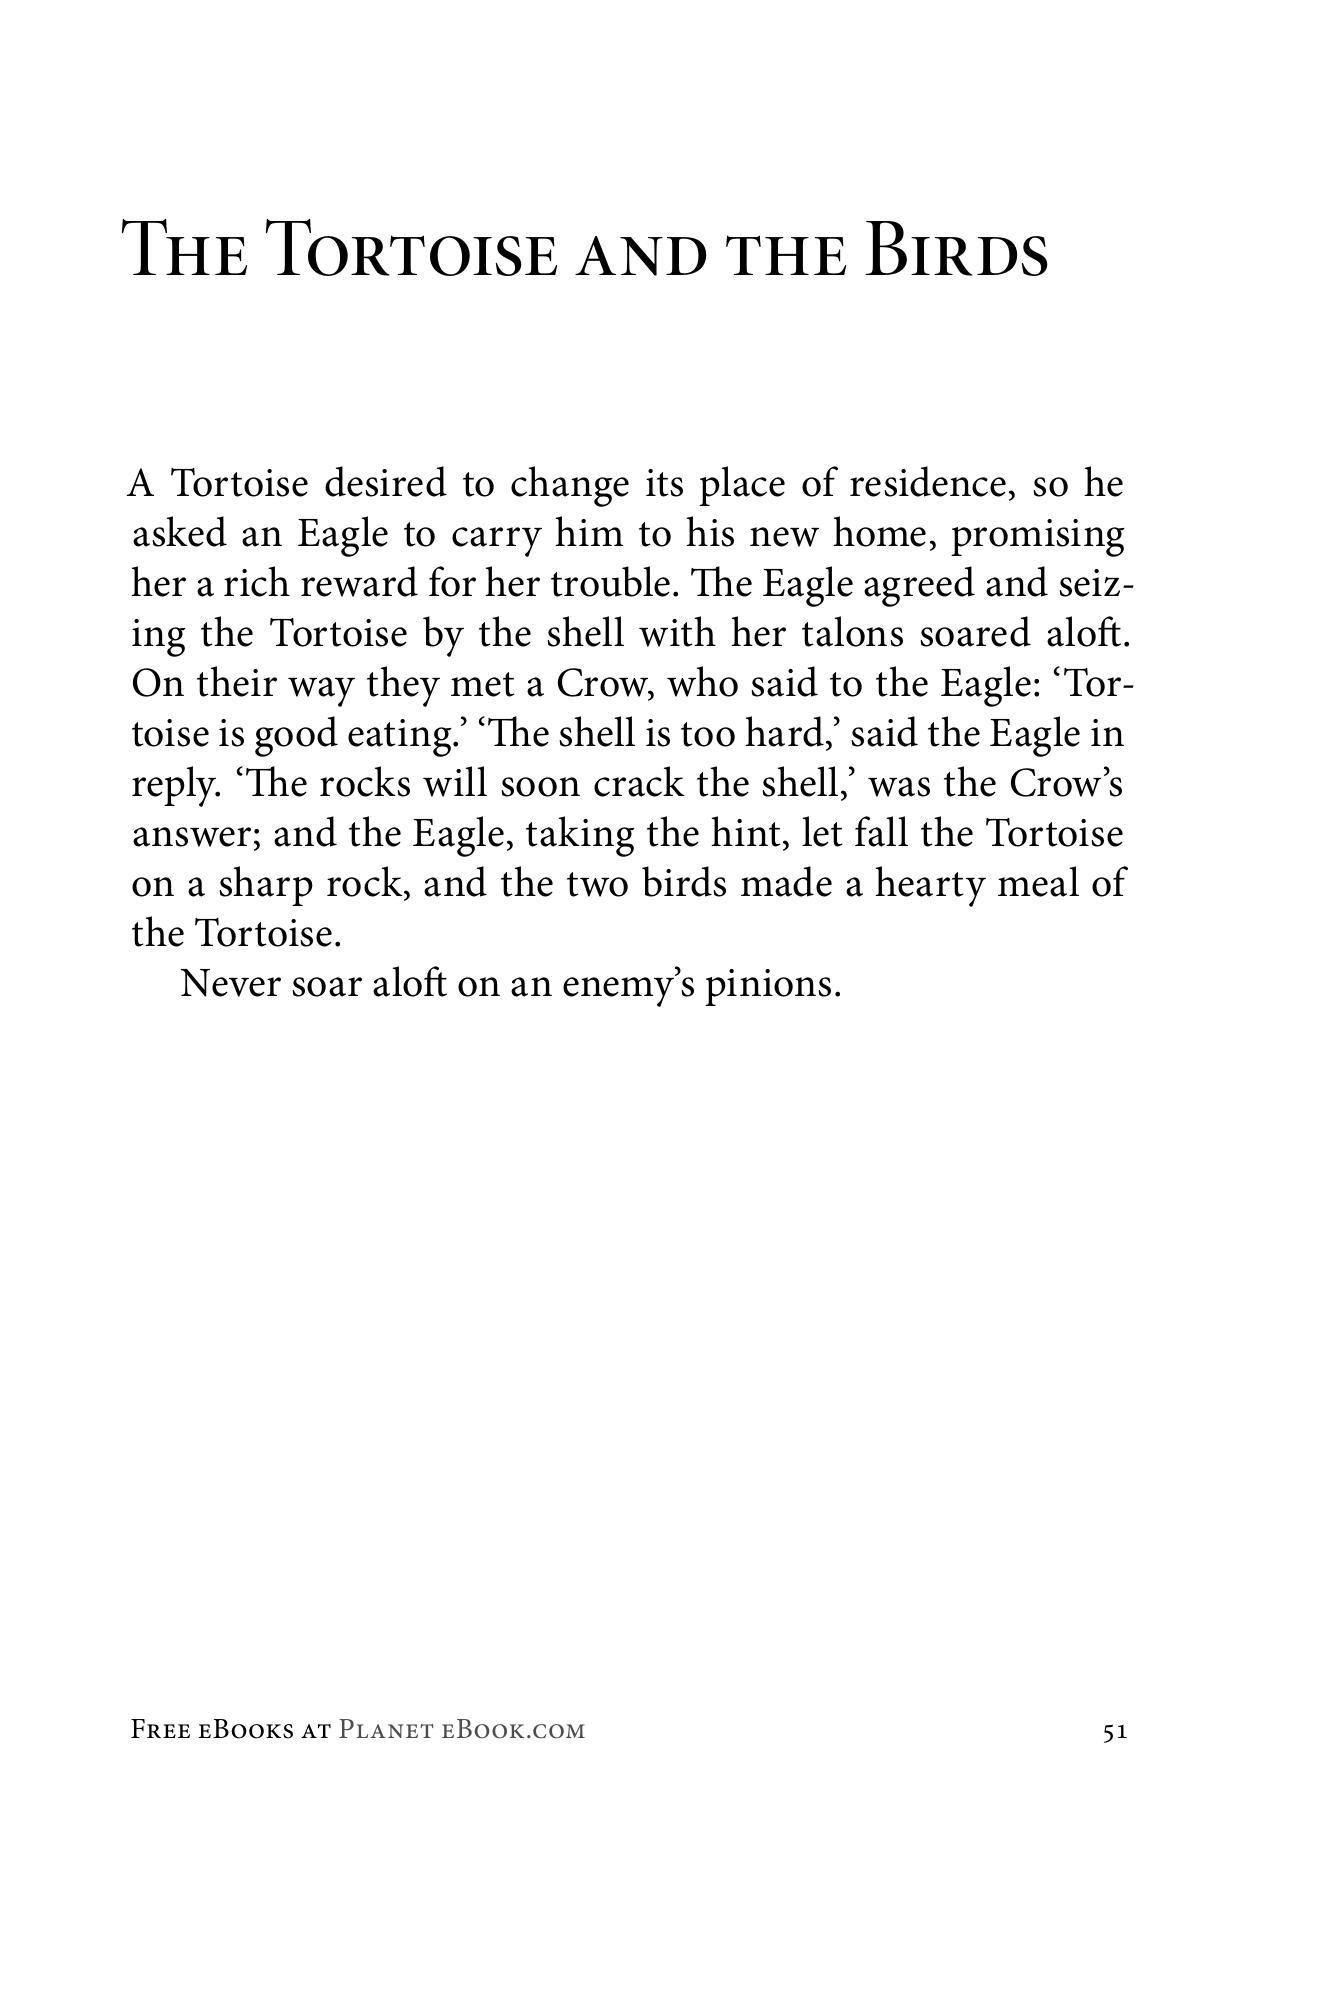 The Tortoise and the Birds
A Tortoise desired to change its place of residence, so he
asked an Eagle to carry him to his new home, promising
her a rich reward for her trouble. The Eagle agreed and seiz-
ing the Tortoise by the shell with her talons soared aloft.
On their way they met a Crow, who said to the Eagle: ‘Tor-
toise is good eating.’ ‘The shell is too hard,’ said the Eagle in
reply. ‘The rocks will soon crack the shell,’ was the Crow’s
answer; and the Eagle, taking the hint, let fall the Tortoise
on a sharp rock, and the two birds made a hearty meal of
the Tortoise.
Never soar aloft on an enemy’s pinions.
Free eBooks at Planet eBook.com 51